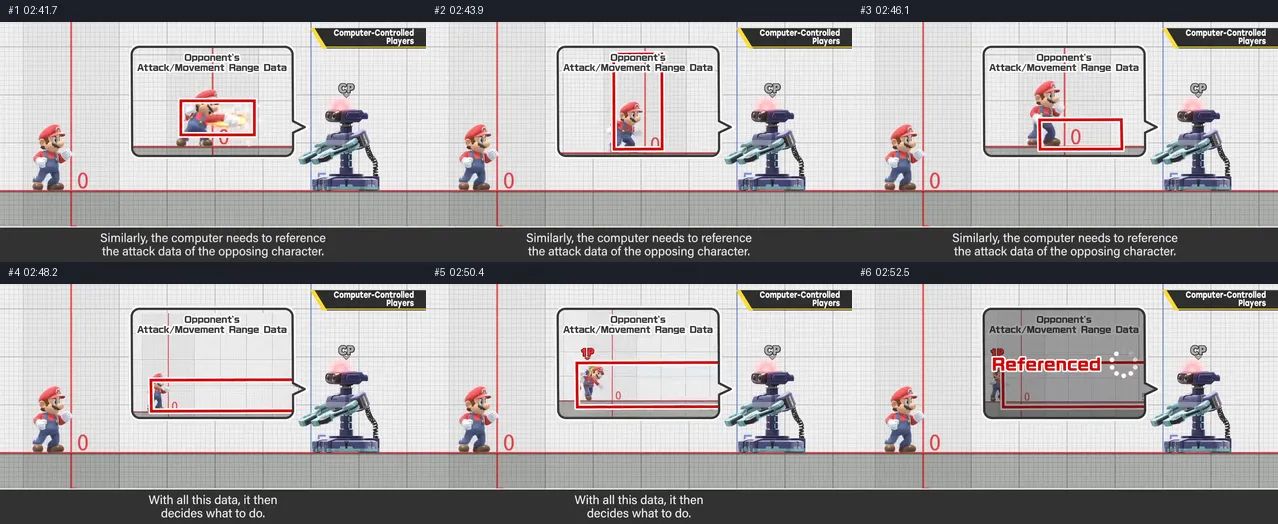 #1 02:41.7
Computer-Controlled
Players
Opponent's
Attack/Movement Range Data
CP
0
0
Similarly, the computer needs to reference
the attack data of the opposing character.
#2 02:43.9
Computer-Controlled
Players
Opponent's
Attack/Movement Range Data
CP
0
0
Similarly, the computer needs to reference
the attack data of the opposing character.
#3 02:46.1
Computer-Controlled
Players
Opponent's
Attack/Movement Range Data
CP
0
0
Similarly, the computer needs to reference
the attack data of the opposing character.
#4 02:48.2
Computer-Controlled
Players
Opponent's
Attack/Movement Range Data
CP
0
0
With all this data, it then
decides what to do.
#5 02:50.4
Computer-Controlled
Players
Opponent's
Attack/Movement Range Data
1P
CP
0
0
With all this data, it then
decides what to do.
#6 02:52.5
Computer-Controlled
Players
Opponent's
Attack/Movement Range Data
1P
CP
Referenced
0
0